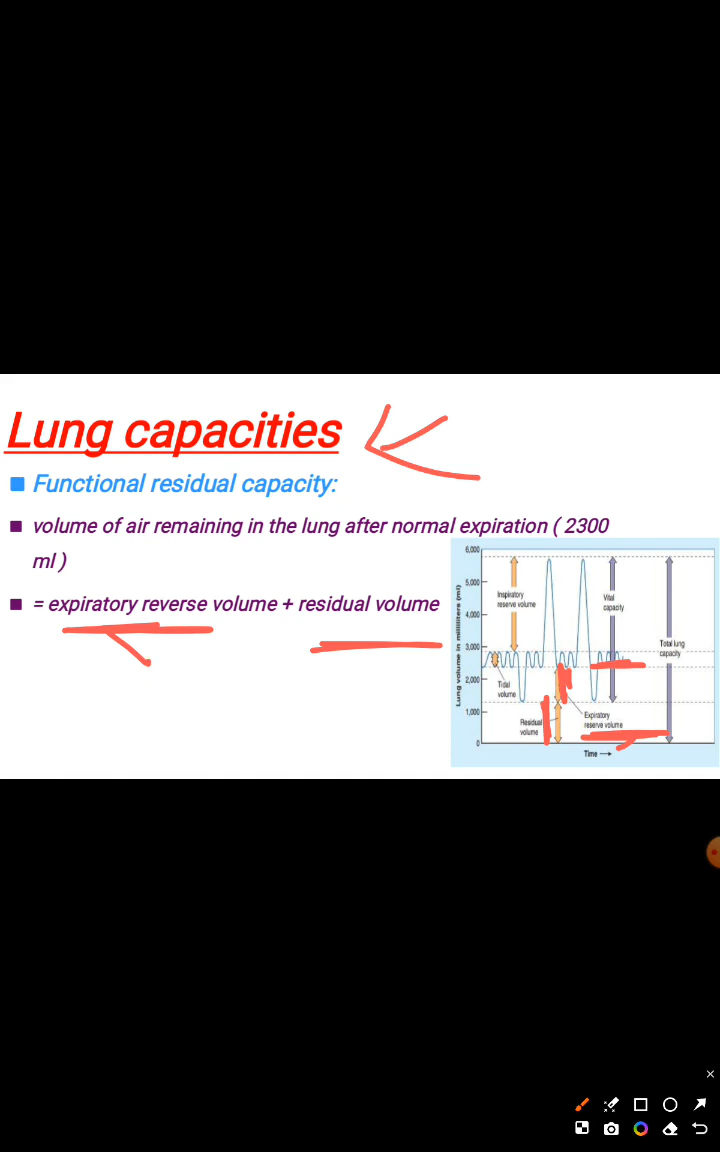 Lung capacities
Functional residual capacity:
volume of air remaining in the lung after normal expiration ( 2300
ml )
= expiratory reverse volume + residual volume
6,000
5,000
4,000
3,000
2,000
1,000
0
Lung volume in milliliters (ml)
Inspiratory
reserve volume
Vital
capacity
Total lung
capacity
Tidal
volume
Expiratory
reserve volume
Residual
volume
Time